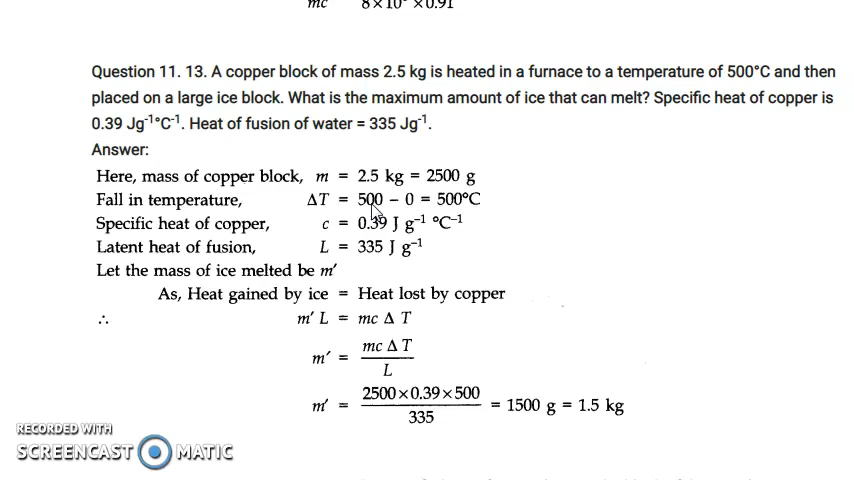 mc 8×10³ ×0.91
Question 11. 13. A copper block of mass 2.5 kg is heated in a furnace to a temperature of 500°C and then
placed on a large ice block. What is the maximum amount of ice that can melt? Specific heat of copper is
0.39 Jg⁻¹°C⁻¹. Heat of fusion of water = 335 Jg⁻¹.
Answer:
Here, mass of copper block, m = 2.5 kg = 2500 g
Fall in temperature, ΔT = 500 − 0 = 500°C
Specific heat of copper, c = 0.39 J g⁻¹ °C⁻¹
Latent heat of fusion, L = 335 J g⁻¹
Let the mass of ice melted be m′
As, Heat gained by ice = Heat lost by copper
∴ m′ L = mc Δ T
m′ = mc Δ T / L
m′ = 2500×0.39×500 / 335 = 1500 g = 1.5 kg
RECORDED WITH
SCREENCAST MATIC